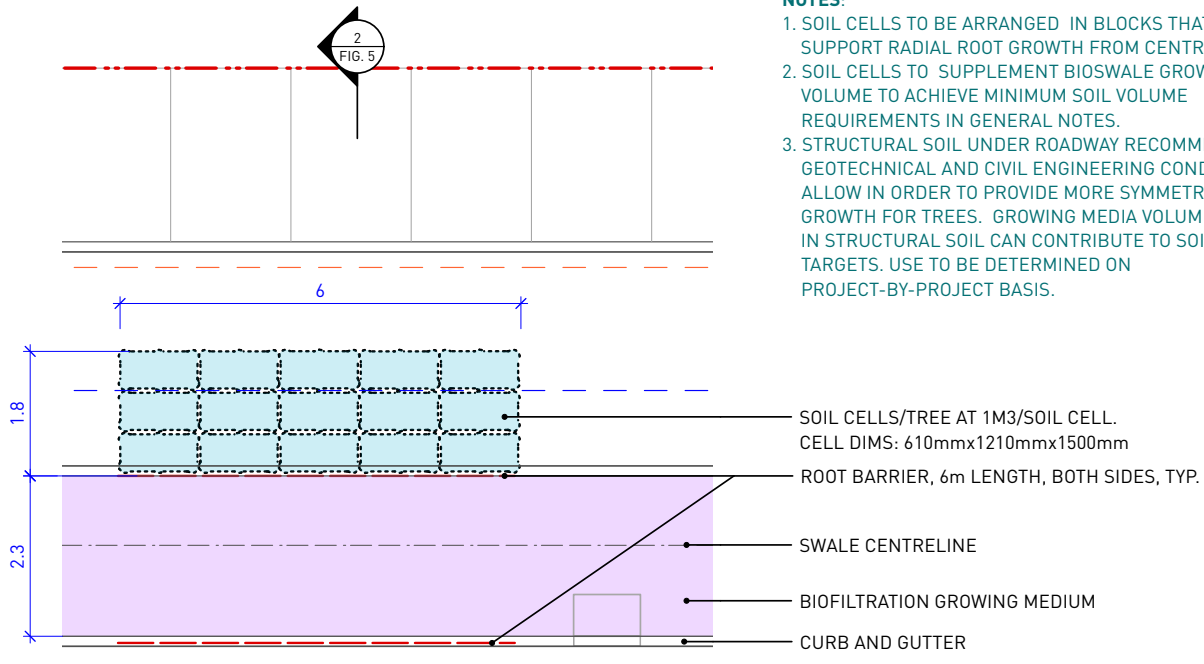 NOTES:
1. SOIL CELLS TO BE ARRANGED IN BLOCKS THAT
SUPPORT RADIAL ROOT GROWTH FROM CENTR
2. SOIL CELLS TO SUPPLEMENT BIOSWALE GROW
VOLUME TO ACHIEVE MINIMUM SOIL VOLUME
REQUIREMENTS IN GENERAL NOTES.
3. STRUCTURAL SOIL UNDER ROADWAY RECOMM
GEOTECHNICAL AND CIVIL ENGINEERING COND
ALLOW IN ORDER TO PROVIDE MORE SYMMETR
GROWTH FOR TREES. GROWING MEDIA VOLUM
IN STRUCTURAL SOIL CAN CONTRIBUTE TO SOI
TARGETS. USE TO BE DETERMINED ON
PROJECT-BY-PROJECT BASIS.
2
FIG. 5
6
1.8
2.3
SOIL CELLS/TREE AT 1M3/SOIL CELL.
CELL DIMS: 610mmx1210mmx1500mm
ROOT BARRIER, 6m LENGTH, BOTH SIDES, TYP.
SWALE CENTRELINE
BIOFILTRATION GROWING MEDIUM
CURB AND GUTTER